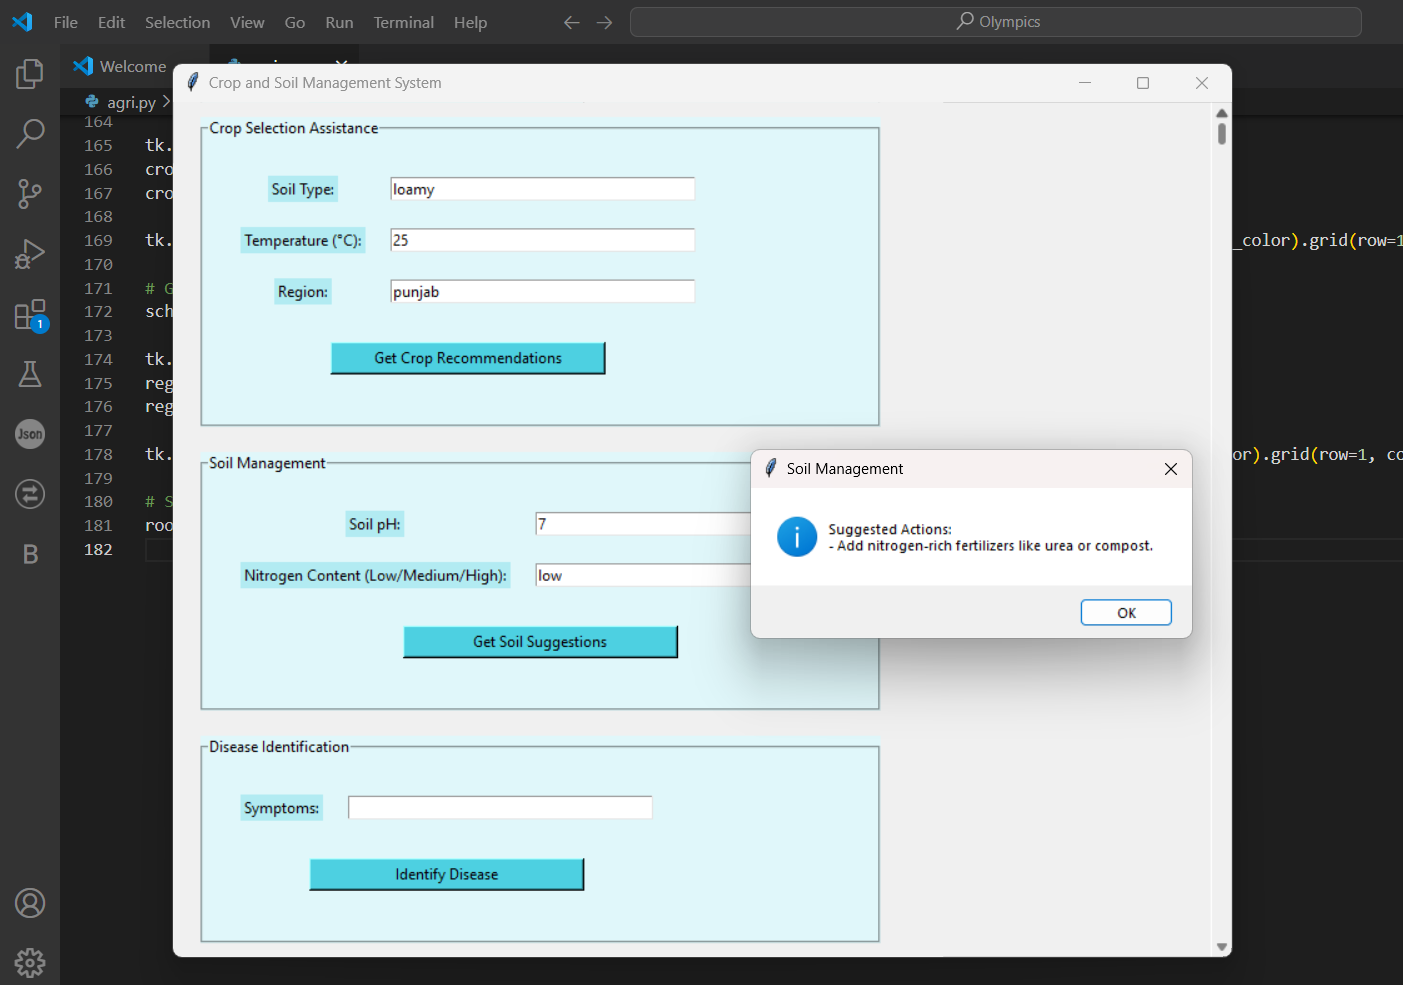 File Edit Selection View Go Run Terminal Help
Olympics
Welcome
agri.py
Crop and Soil Management System
164
165 tk.
166 cro
167 cro
168
169 tk. _color).grid(row=1
170
171 # G
172 sch
173
174 tk.
175 reg
176 reg
177
178 tk. or).grid(row=1, co
179
180 # S
181 roo
182
1
Json
B
Crop Selection Assistance
Soil Type: loamy
Temperature (°C): 25
Region: punjab
Get Crop Recommendations
Soil Management
Soil pH: 7
Nitrogen Content (Low/Medium/High): low
Get Soil Suggestions
Soil Management
Suggested Actions:
- Add nitrogen-rich fertilizers like urea or compost.
OK
Disease Identification
Symptoms:
Identify Disease